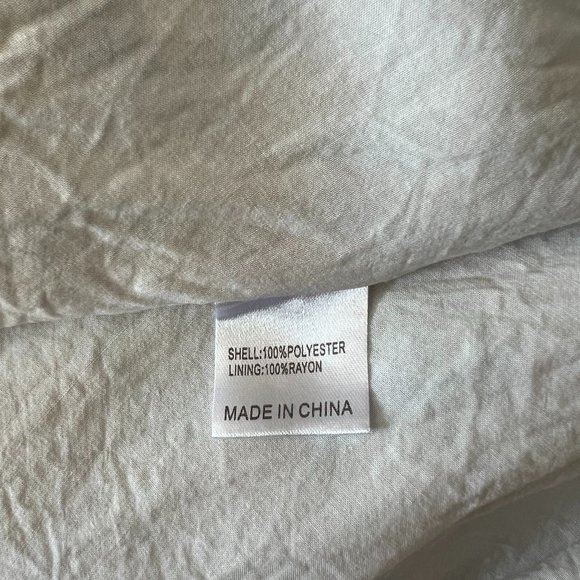 SHELL:100%POLYESTER
LINING:100%RAYON
MADE IN CHINA